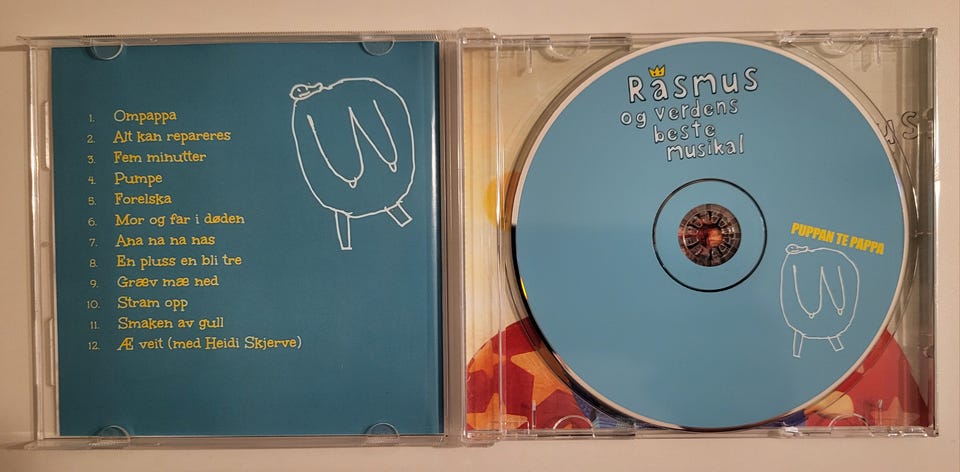 1. Ompappa
2. Alt kan repareres
3. Fem minutter
4. Pumpe
5. Forelska
6. Mor og far i døden
7. Ana na na nas
8. En pluss en bli tre
9. Græv mæ ned
10. Stram opp
11. Smaken av gull
12. Æ veit (med Heidi Skjerve)
Rasmus
og verdens
beste
musikal
PUPPAN TE PAPPA
us